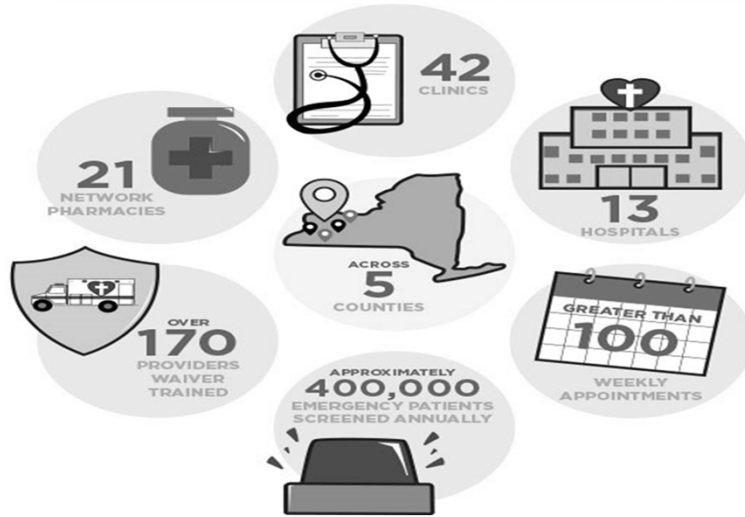 42
CLINICS
21
NETWORK
PHARMACIES
13
HOSPITALS
ACROSS
5
COUNTIES
OVER
170
PROVIDERS
WAIVER
TRAINED
GREATER THAN
100
WEEKLY
APPOINTMENTS
APPROXIMATELY
400,000
EMERGENCY PATIENTS
SCREENED ANNUALLY